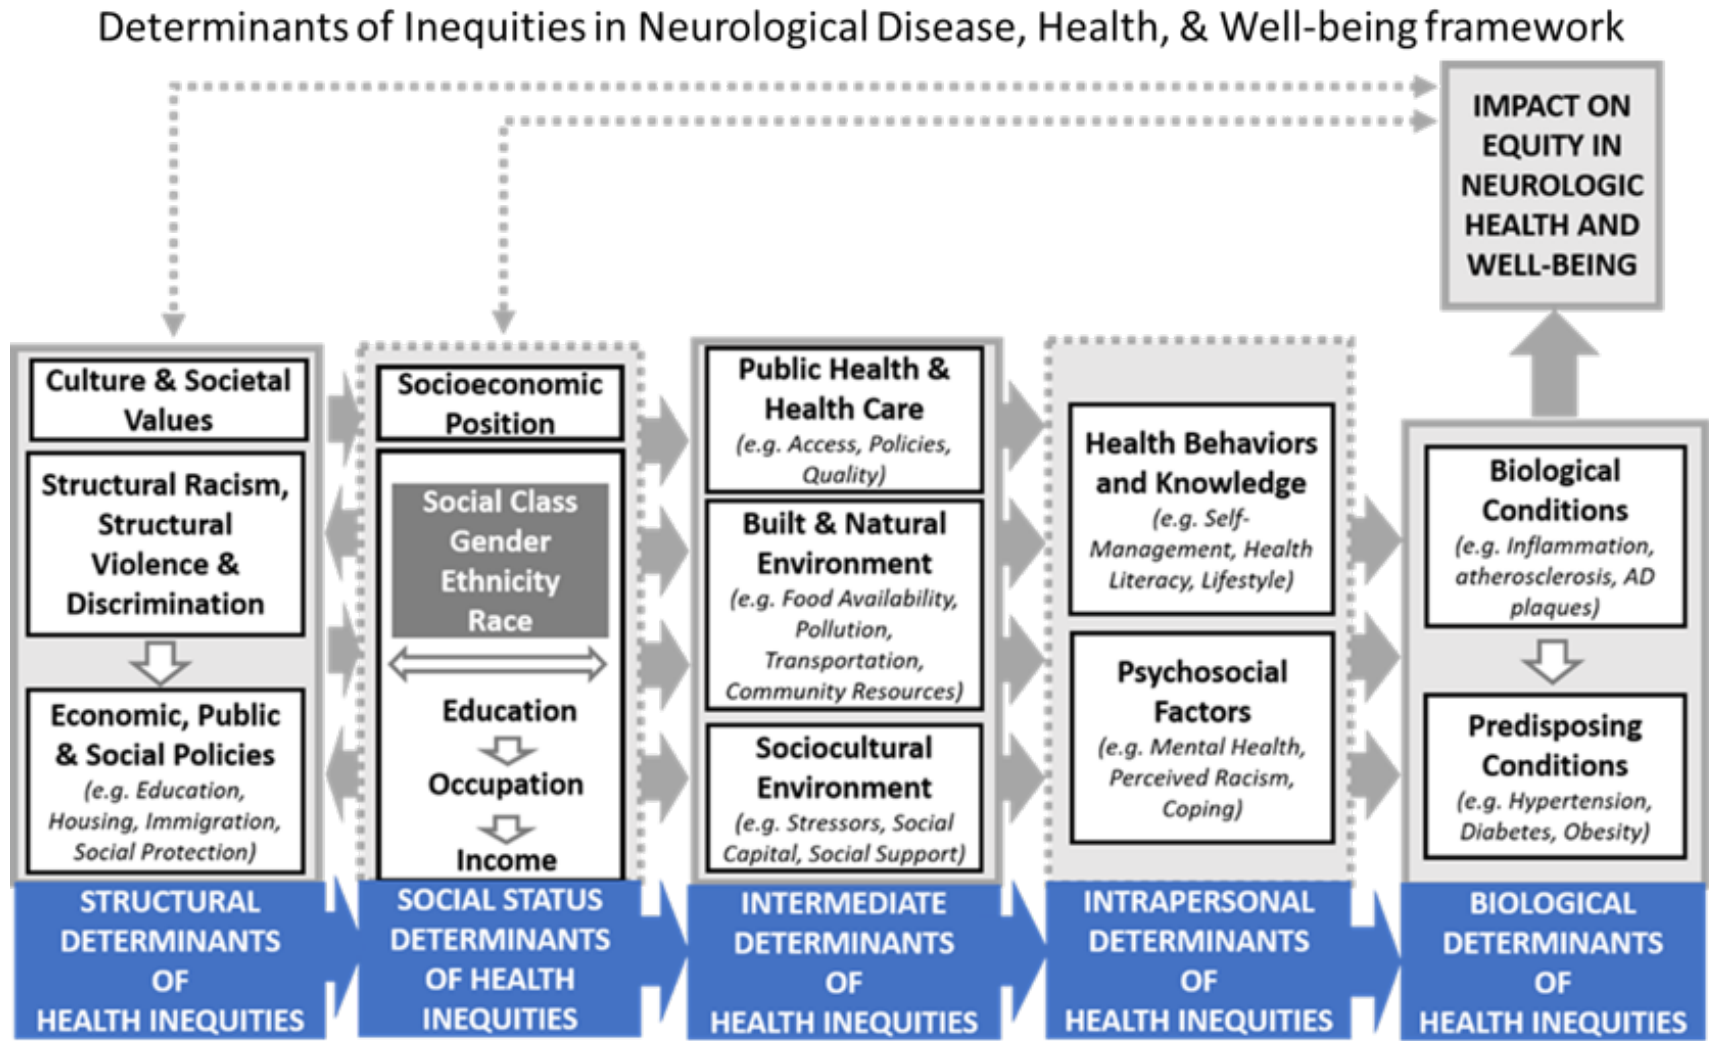 Determinants of Inequities in Neurological Disease, Health, & Well-being framework
IMPACT ON
EQUITY IN
NEUROLOGIC
HEALTH AND
WELL-BEING
Culture & Societal
Values
Structural Racism,
Structural
Violence &
Discrimination
Economic, Public
& Social Policies
(e.g. Education,
Housing, Immigration,
Social Protection)
STRUCTURAL
DETERMINANTS
OF
HEALTH INEQUITIES
Socioeconomic
Position
Social Class
Gender
Ethnicity
Race
Education
Occupation
Income
SOCIAL STATUS
DETERMINANTS
OF HEALTH
INEQUITIES
Public Health &
Health Care
(e.g. Access, Policies,
Quality)
Built & Natural
Environment
(e.g. Food Availability,
Pollution,
Transportation,
Community Resources)
Sociocultural
Environment
(e.g. Stressors, Social
Capital, Social Support)
INTERMEDIATE
DETERMINANTS
OF
HEALTH INEQUITIES
Health Behaviors
and Knowledge
(e.g. Self-
Management, Health
Literacy, Lifestyle)
Psychosocial
Factors
(e.g. Mental Health,
Perceived Racism,
Coping)
INTRAPERSONAL
DETERMINANTS
OF
HEALTH INEQUITIES
Biological
Conditions
(e.g. Inflammation,
atherosclerosis, AD
plaques)
Predisposing
Conditions
(e.g. Hypertension,
Diabetes, Obesity)
BIOLOGICAL
DETERMINANTS
OF
HEALTH INEQUITIES